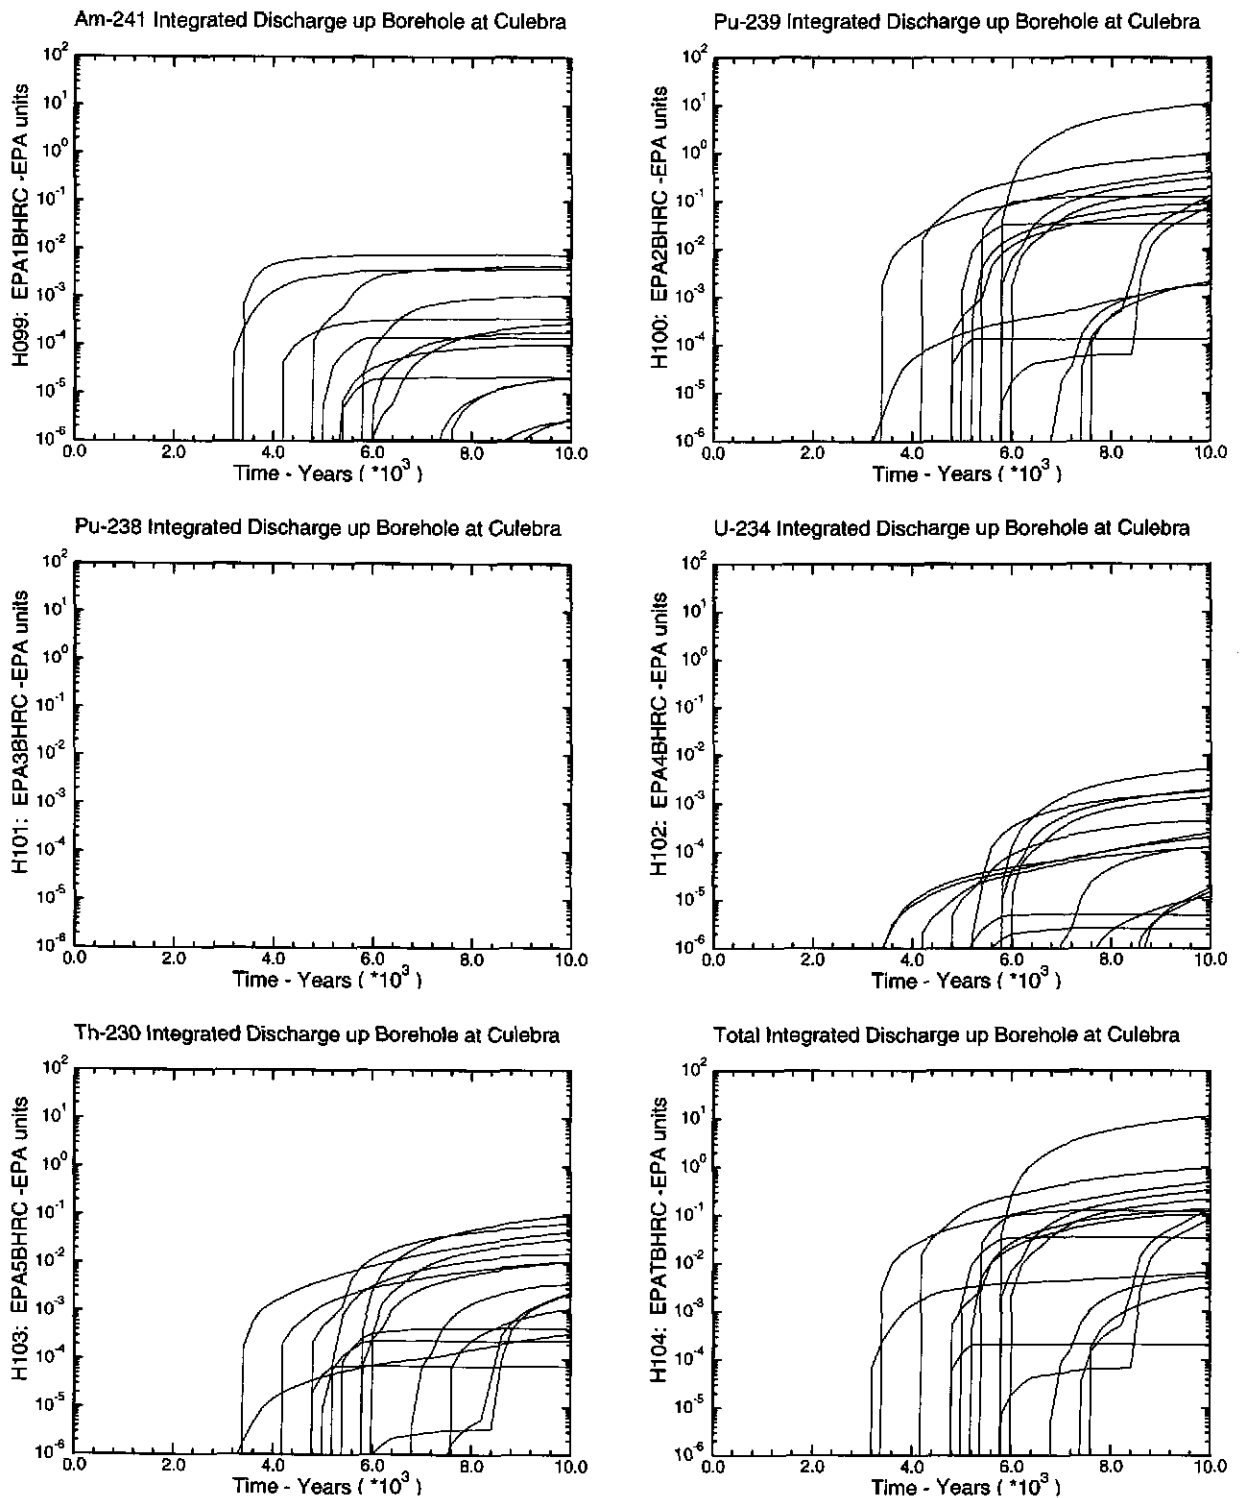 Am-241 Integrated Discharge up Borehole at Culebra
H099: EPA1BHRC -EPA units
10^2
10^1
10^0
10^-1
10^-2
10^-3
10^-4
10^-5
10^-6
0.0 2.0 4.0 6.0 8.0 10.0
Time - Years ( *10^3 )
Pu-239 Integrated Discharge up Borehole at Culebra
H100: EPA2BHRC -EPA units
10^2
10^1
10^0
10^-1
10^-2
10^-3
10^-4
10^-5
10^-6
0.0 2.0 4.0 6.0 8.0 10.0
Time - Years ( *10^3 )
Pu-238 Integrated Discharge up Borehole at Culebra
H101: EPA3BHRC -EPA units
10^2
10^1
10^0
10^-1
10^-2
10^-3
10^-4
10^-5
10^-6
0.0 2.0 4.0 6.0 8.0 10.0
Time - Years ( *10^3 )
U-234 Integrated Discharge up Borehole at Culebra
H102: EPA4BHRC -EPA units
10^2
10^1
10^0
10^-1
10^-2
10^-3
10^-4
10^-5
10^-6
0.0 2.0 4.0 6.0 8.0 10.0
Time - Years ( *10^3 )
Th-230 Integrated Discharge up Borehole at Culebra
H103: EPA5BHRC -EPA units
10^2
10^1
10^0
10^-1
10^-2
10^-3
10^-4
10^-5
10^-6
0.0 2.0 4.0 6.0 8.0 10.0
Time - Years ( *10^3 )
Total Integrated Discharge up Borehole at Culebra
H104: EPATBHRC -EPA units
10^2
10^1
10^0
10^-1
10^-2
10^-3
10^-4
10^-5
10^-6
0.0 2.0 4.0 6.0 8.0 10.0
Time - Years ( *10^3 )